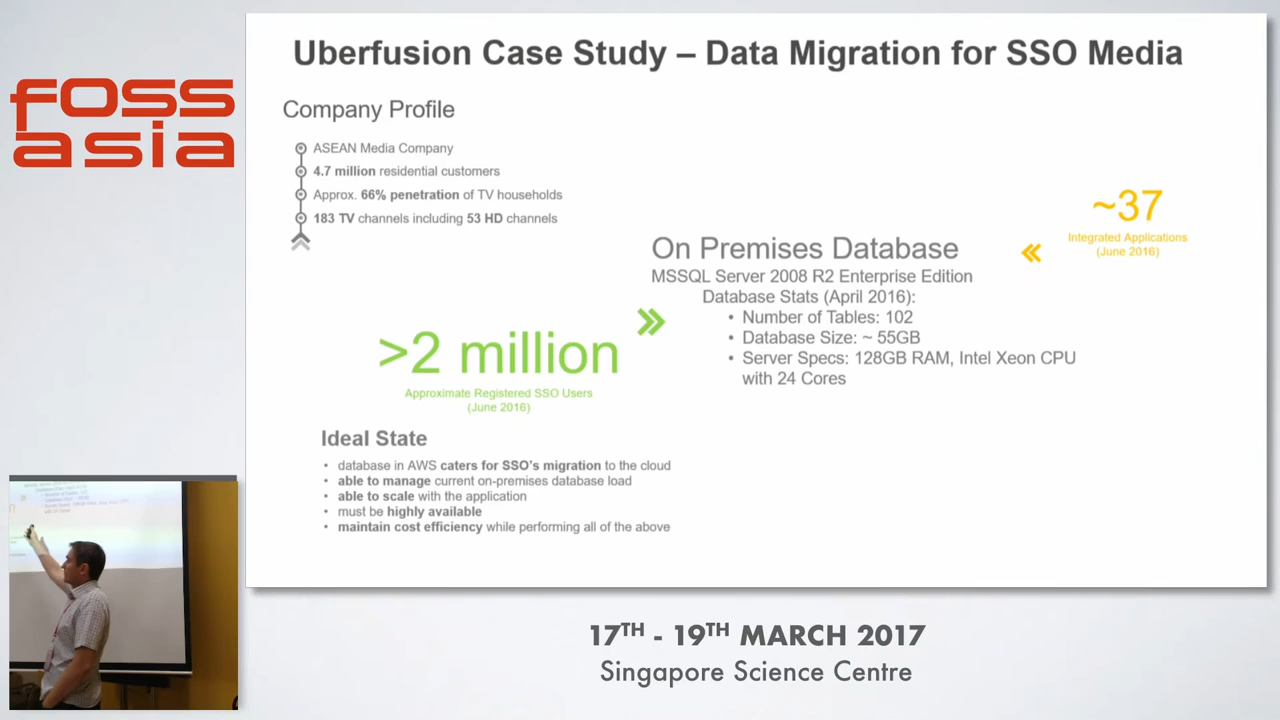 foss
asia
Uberfusion Case Study – Data Migration for SSO Media
Company Profile
ASEAN Media Company
4.7 million residential customers
Approx. 66% penetration of TV households
183 TV channels including 53 HD channels
~37
Integrated Applications
(June 2016)
On Premises Database
MSSQL Server 2008 R2 Enterprise Edition
Database Stats (April 2016):
• Number of Tables: 102
• Database Size: ~ 55GB
• Server Specs: 128GB RAM, Intel Xeon CPU
with 24 Cores
>2 million
Approximate Registered SSO Users
(June 2016)
Ideal State
• database in AWS caters for SSO's migration to the cloud
• able to manage current on-premises database load
• able to scale with the application
• must be highly available
• maintain cost efficiency while performing all of the above
17TH - 19TH MARCH 2017
Singapore Science Centre